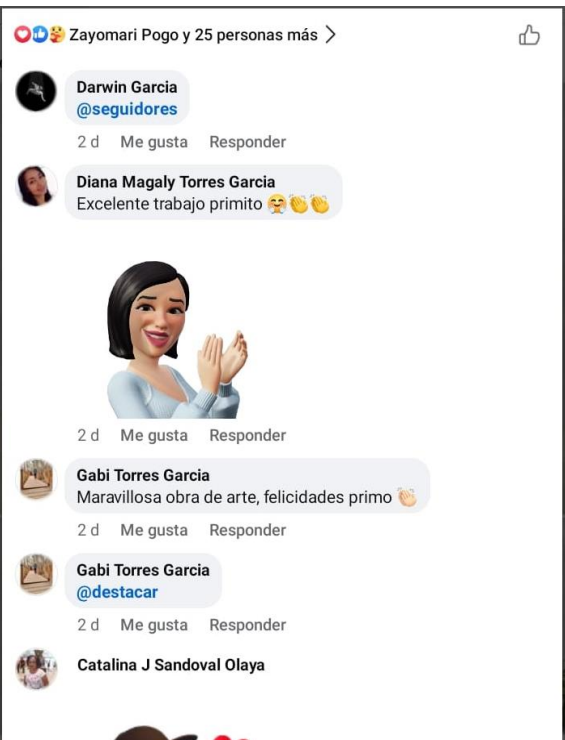 Zayomari Pogo y 25 personas más
Darwin Garcia
@seguidores
2 d Me gusta Responder
Diana Magaly Torres Garcia
Excelente trabajo primito 🤗👏👏
2 d Me gusta Responder
Gabi Torres Garcia
Maravillosa obra de arte, felicidades primo 👏🏻
2 d Me gusta Responder
Gabi Torres Garcia
@destacar
2 d Me gusta Responder
Catalina J Sandoval Olaya